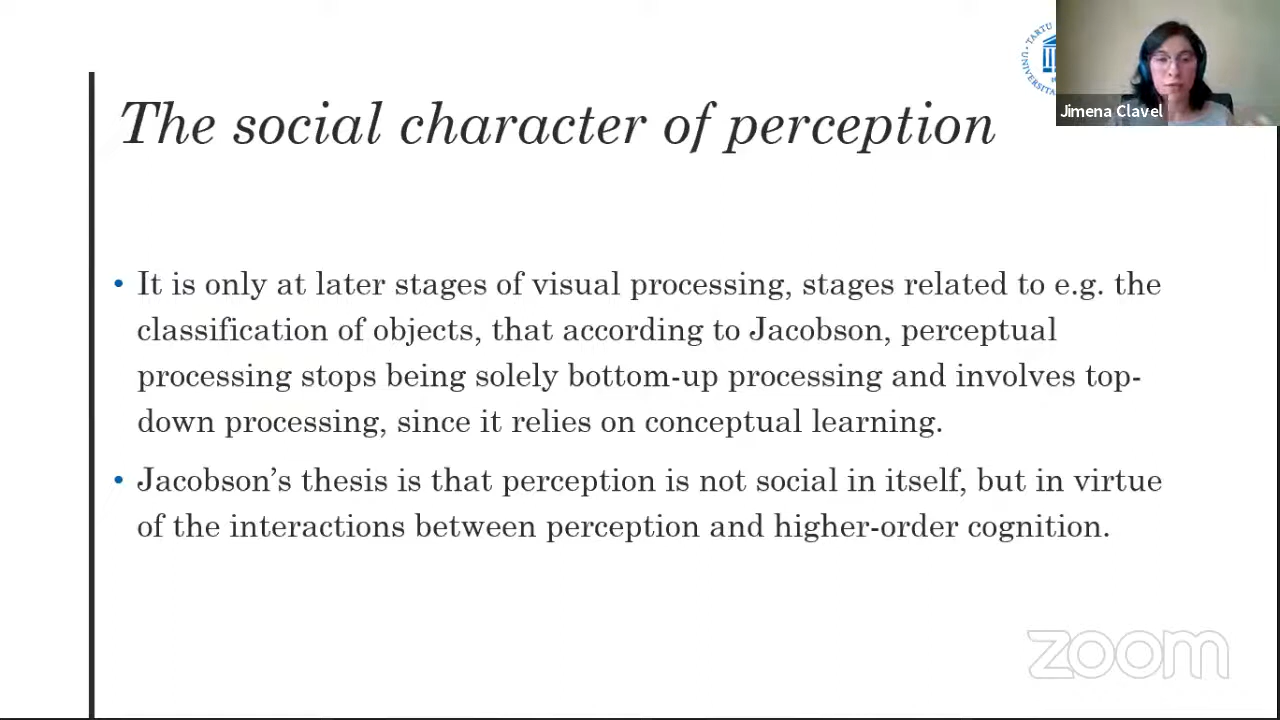 The social character of perception
TARTU
UNIVERSITAS
Jimena Clavel
• It is only at later stages of visual processing, stages related to e.g. the
classification of objects, that according to Jacobson, perceptual
processing stops being solely bottom-up processing and involves top-
down processing, since it relies on conceptual learning.
• Jacobson’s thesis is that perception is not social in itself, but in virtue
of the interactions between perception and higher-order cognition.
zoom